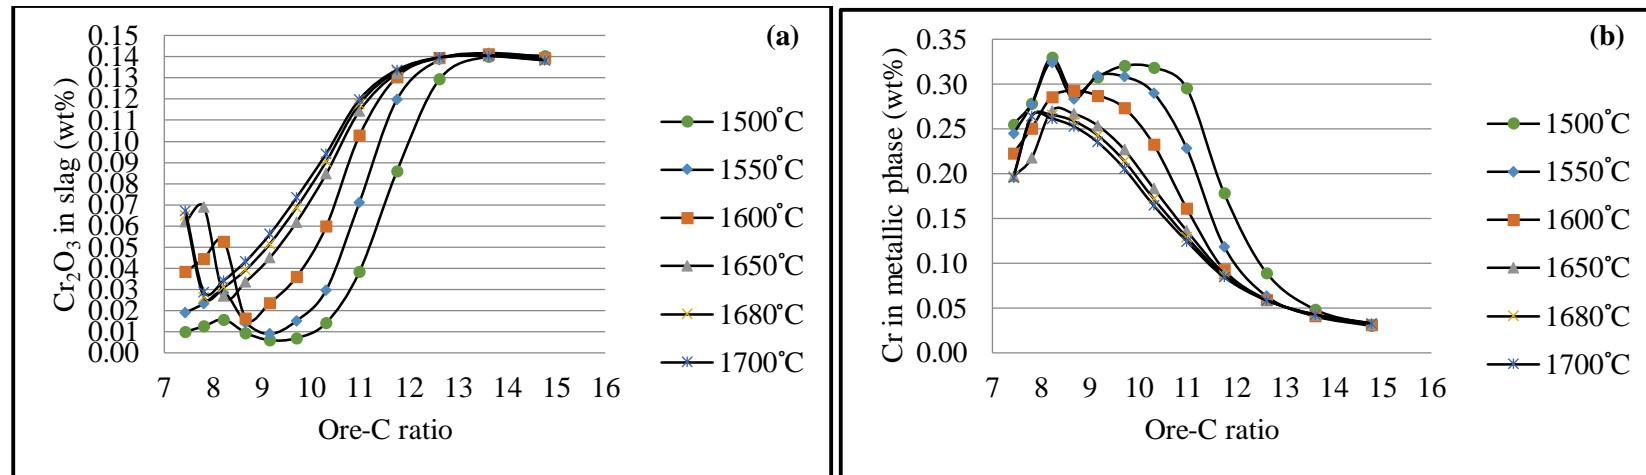 (a)
Cr₂O₃ in slag (wt%)
0.15
0.14
0.13
0.12
0.11
0.10
0.09
0.08
0.07
0.06
0.05
0.04
0.03
0.02
0.01
0.00
7 8 9 10 11 12 13 14 15 16
Ore-C ratio
1500°C
1550°C
1600°C
1650°C
1680°C
1700°C
(b)
Cr in metallic phase (wt%)
0.35
0.30
0.25
0.20
0.15
0.10
0.05
0.00
7 8 9 10 11 12 13 14 15 16
Ore-C ratio
1500°C
1550°C
1600°C
1650°C
1680°C
1700°C